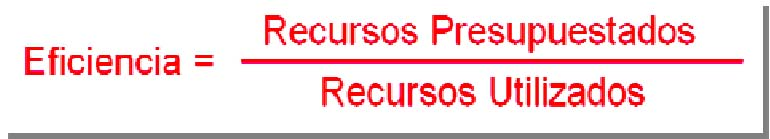 Recursos Presupuestados
Eficiencia =
Recursos Utilizados